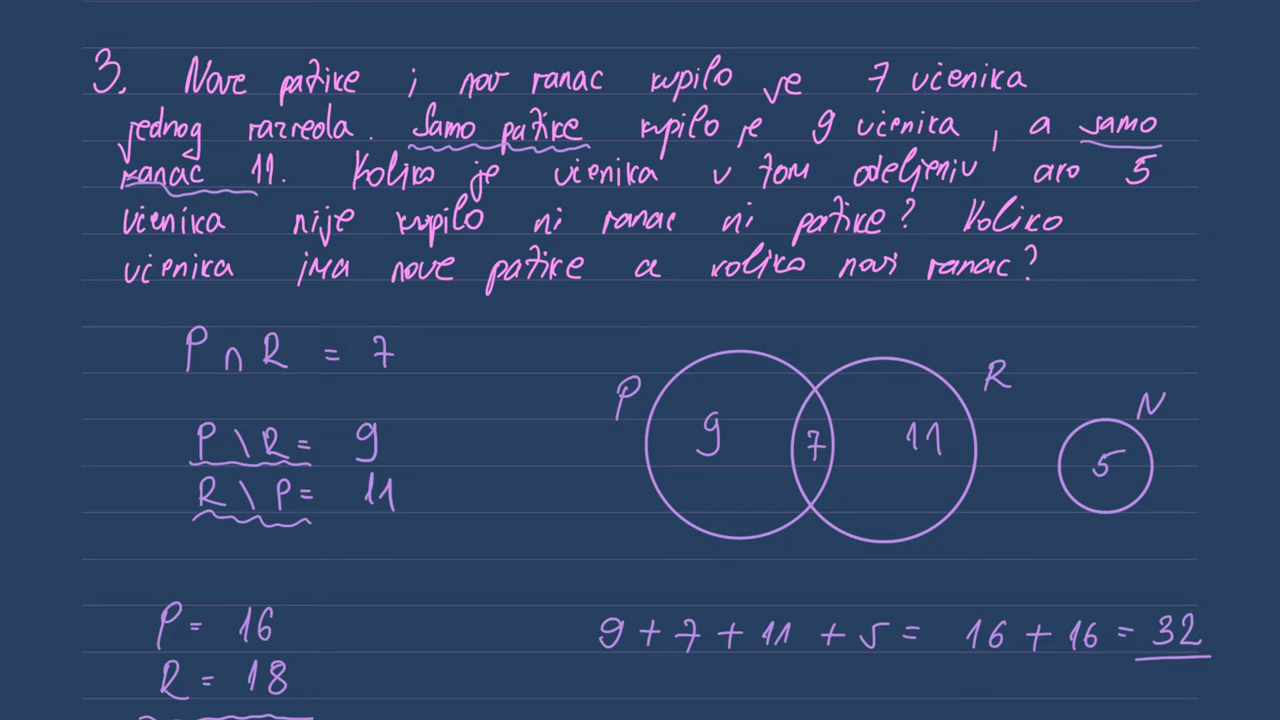 3. Nove patike i nov ranac kupilo je 7 učenika
jednog razreda. Samo patike kupilo je 9 učenika, a samo
ranac 11. Koliko je učenika u tom odeljenju ako 5
učenika nije kupilo ni ranac ni patike? Koliko
učenika ima nove patike a koliko novi ranac?
P ∩ R = 7
P \ R = 9
R \ P = 11
P
9
7
11
R
N
5
P = 16
R = 18
9 + 7 + 11 + 5 = 16 + 16 = 32